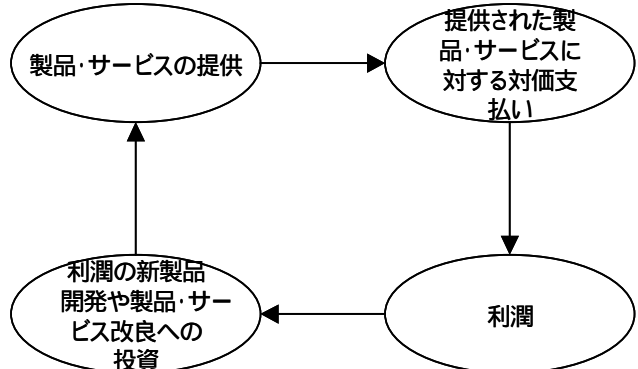 製品･サービスの提供
提供された製
品･サービスに
対する対価支
払い
利潤の新製品
開発や製品･サー
ビス改良への
投資
利潤